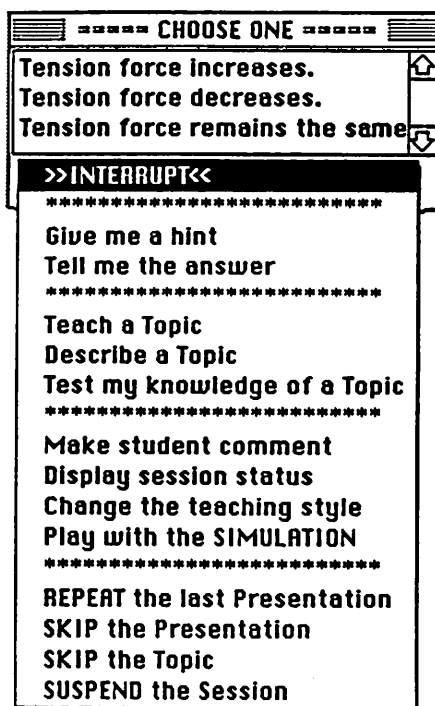 ===== CHOOSE ONE =====
Tension force increases.
Tension force decreases.
Tension force remains the same
>>INTERRUPT<<
**************************
Give me a hint
Tell me the answer
**************************
Teach a Topic
Describe a Topic
Test my knowledge of a Topic
**************************
Make student comment
Display session status
Change the teaching style
Play with the SIMULATION
**************************
REPEAT the last Presentation
SKIP the Presentation
SKIP the Topic
SUSPEND the Session